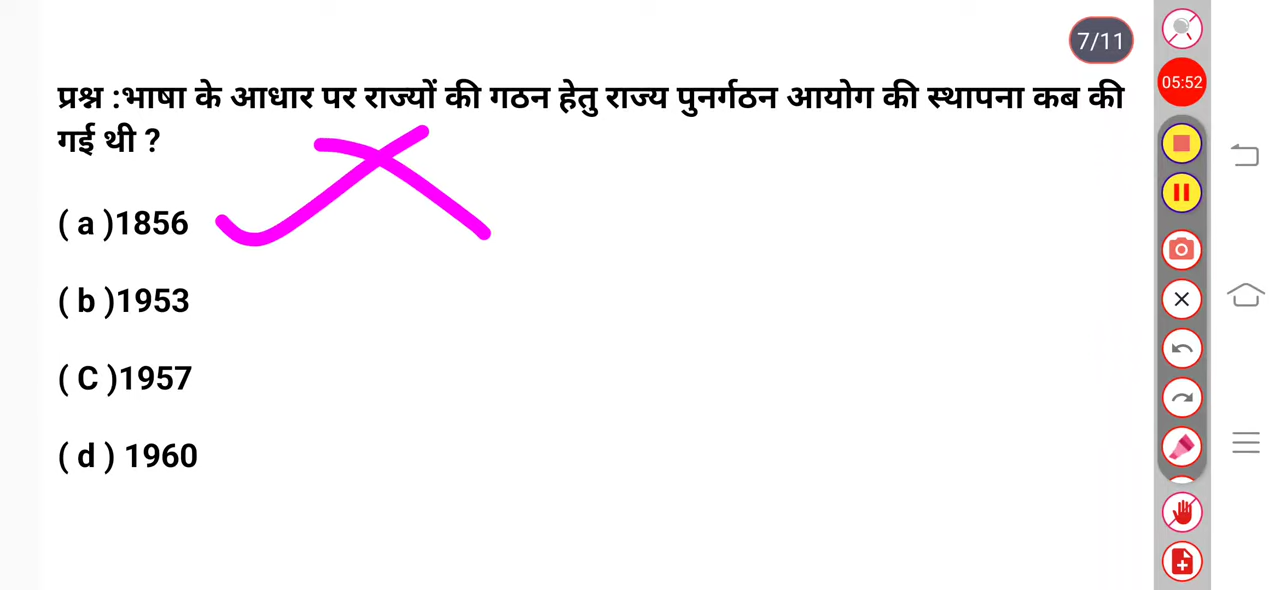 7/11
05:52
प्रश्न :भाषा के आधार पर राज्यों की गठन हेतु राज्य पुनर्गठन आयोग की स्थापना कब की
गई थी ?
( a )1856
( b )1953
( C )1957
( d ) 1960